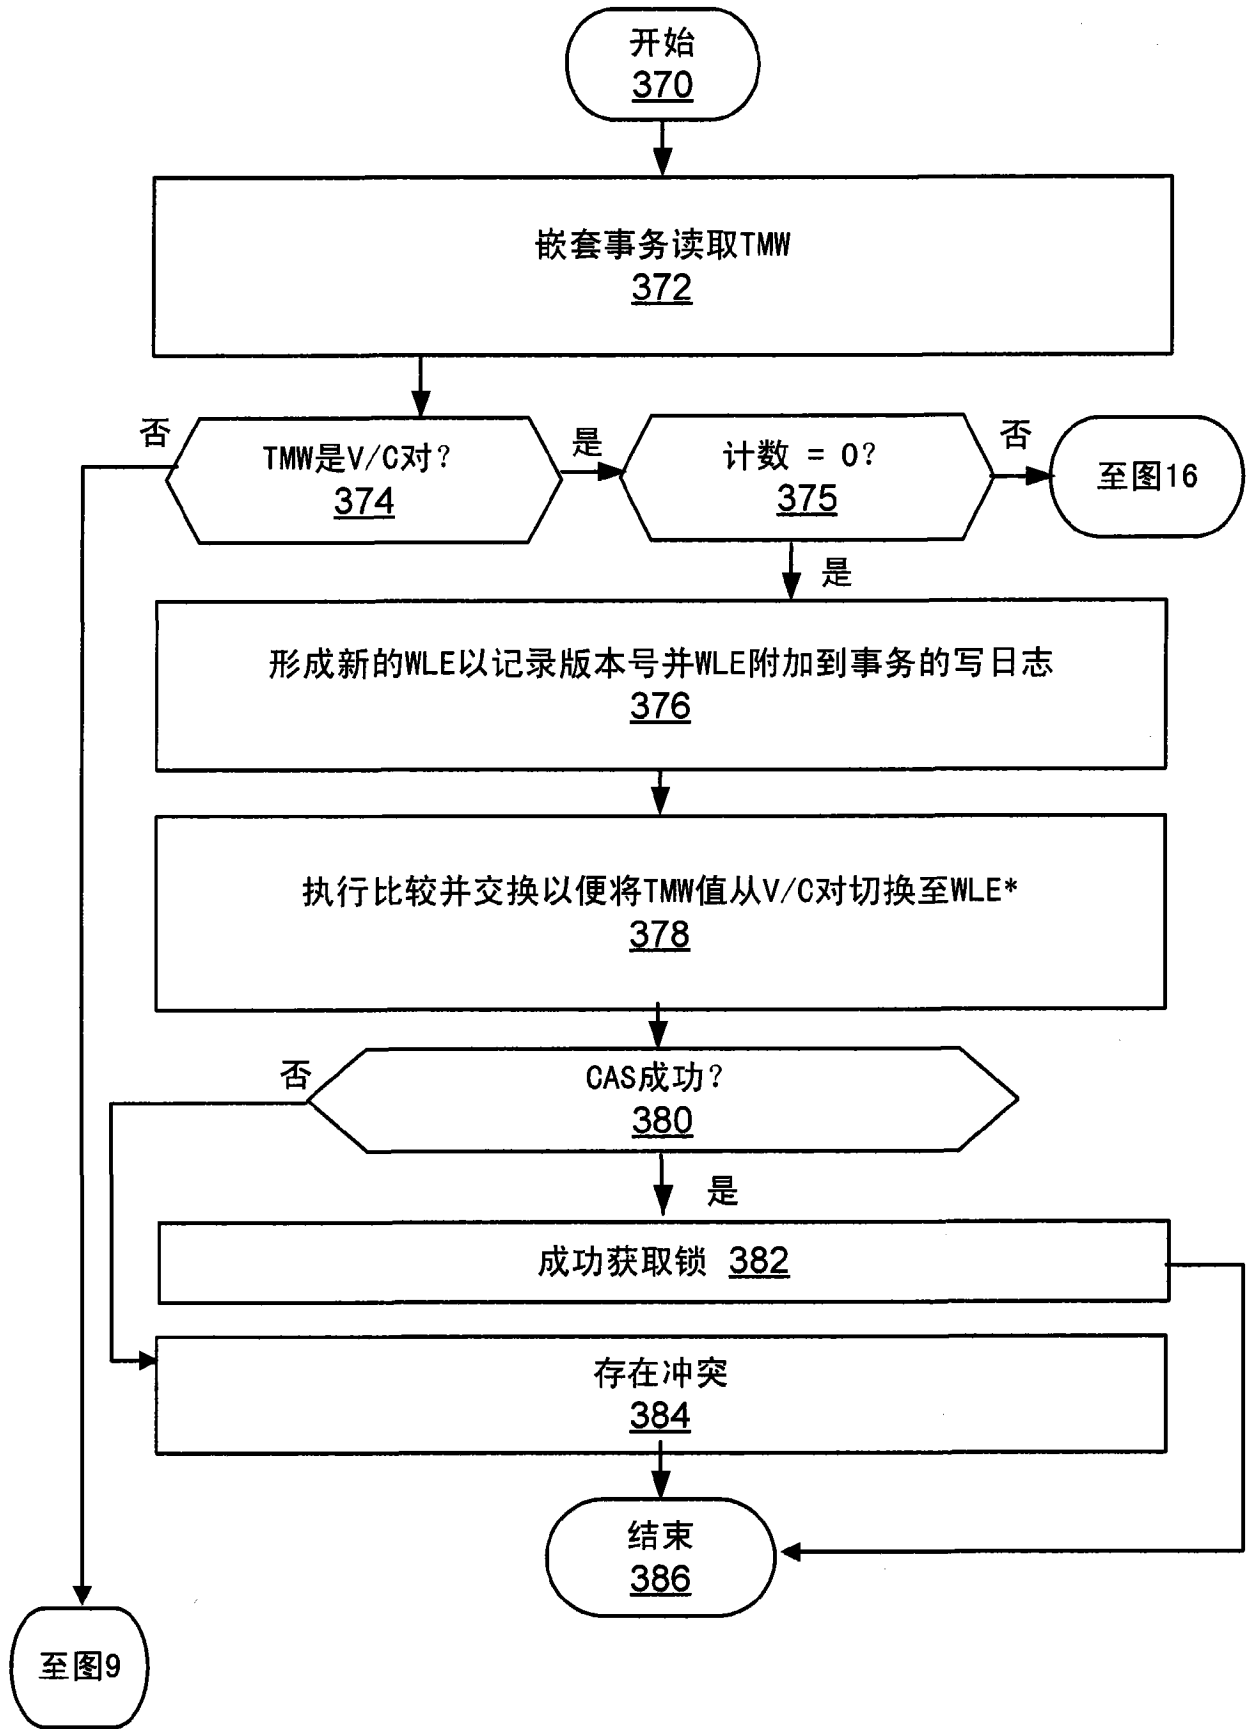 开始
370
嵌套事务读取TMW
372
否
TMW是V/C对?
374
是
计数 = 0?
375
否
至图16
是
形成新的WLE以记录版本号并WLE附加到事务的写日志
376
执行比较并交换以便将TMW值从V/C对切换至WLE*
378
否
CAS成功?
380
是
成功获取锁 382
存在冲突
384
结束
386
至图9